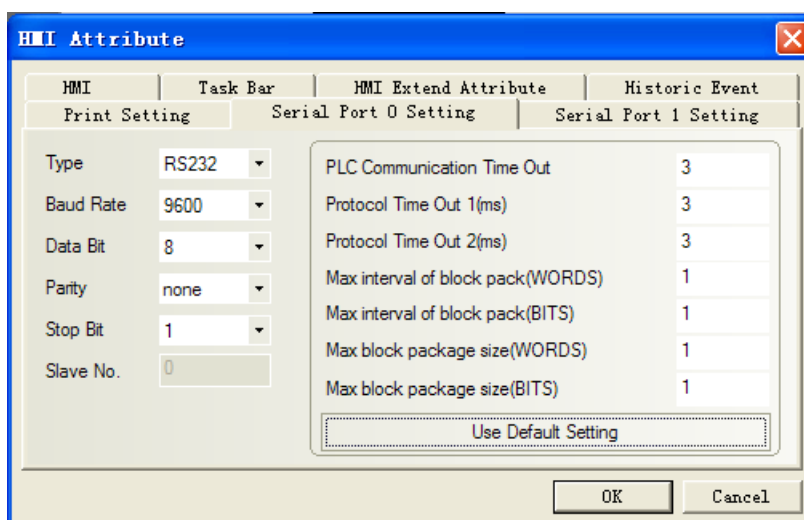 HMI Attribute
HMI Task Bar HMI Extend Attribute Historic Event
Print Setting Serial Port 0 Setting Serial Port 1 Setting
Type RS232
Baud Rate 9600
Data Bit 8
Parity none
Stop Bit 1
Slave No. 0
PLC Communication Time Out 3
Protocol Time Out 1(ms) 3
Protocol Time Out 2(ms) 3
Max interval of block pack(WORDS) 1
Max interval of block pack(BITS) 1
Max block package size(WORDS) 1
Max block package size(BITS) 1
Use Default Setting
OK Cancel